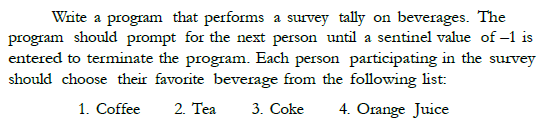 Write a program that performs a survey tally on beverages. The
program should prompt for the next person until a sentinel value of –1 is
entered to terminate the program. Each person participating in the survey
should choose their favorite beverage from the following list:
1. Coffee 2. Tea 3. Coke 4. Orange Juice